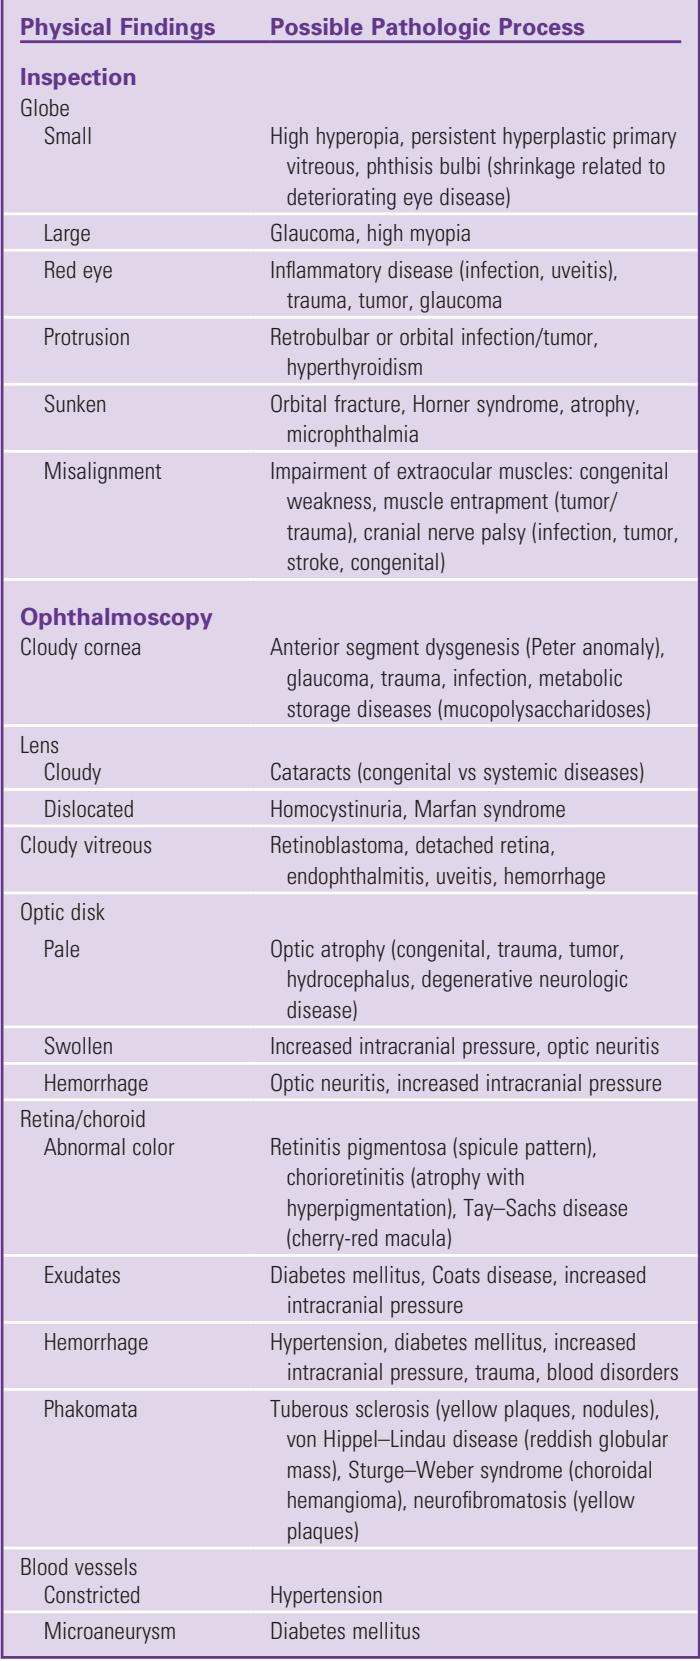 Physical Findings Possible Pathologic Process
Inspection
Globe
Small High hyperopia, persistent hyperplastic primary
vitreous, phthisis bulbi (shrinkage related to
deteriorating eye disease)
Large Glaucoma, high myopia
Red eye Inflammatory disease (infection, uveitis),
trauma, tumor, glaucoma
Protrusion Retrobulbar or orbital infection/tumor,
hyperthyroidism
Sunken Orbital fracture, Horner syndrome, atrophy,
microphthalmia
Misalignment Impairment of extraocular muscles: congenital
weakness, muscle entrapment (tumor/
trauma), cranial nerve palsy (infection, tumor,
stroke, congenital)
Ophthalmoscopy
Cloudy cornea Anterior segment dysgenesis (Peter anomaly),
glaucoma, trauma, infection, metabolic
storage diseases (mucopolysaccharidoses)
Lens
Cloudy Cataracts (congenital vs systemic diseases)
Dislocated Homocystinuria, Marfan syndrome
Cloudy vitreous Retinoblastoma, detached retina,
endophthalmitis, uveitis, hemorrhage
Optic disk
Pale Optic atrophy (congenital, trauma, tumor,
hydrocephalus, degenerative neurologic
disease)
Swollen Increased intracranial pressure, optic neuritis
Hemorrhage Optic neuritis, increased intracranial pressure
Retina/choroid
Abnormal color Retinitis pigmentosa (spicule pattern),
chorioretinitis (atrophy with
hyperpigmentation), Tay–Sachs disease
(cherry-red macula)
Exudates Diabetes mellitus, Coats disease, increased
intracranial pressure
Hemorrhage Hypertension, diabetes mellitus, increased
intracranial pressure, trauma, blood disorders
Phakomata Tuberous sclerosis (yellow plaques, nodules),
von Hippel–Lindau disease (reddish globular
mass), Sturge–Weber syndrome (choroidal
hemangioma), neurofibromatosis (yellow
plaques)
Blood vessels
Constricted Hypertension
Microaneurysm Diabetes mellitus